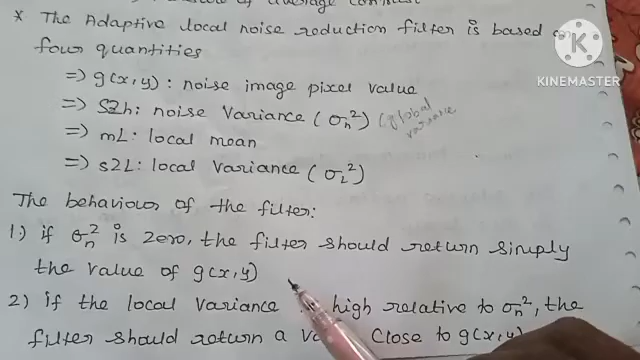 * The Adaptive local noise reduction filter is based on
four quantities
=> g(x,y): noise image pixel value
=> S2h: noise variance (σn²) (global variance
=> mL: local mean
=> s2L: local variance (σL²)
The behaviour of the filter:
1) if σn² is zero, the filter should return simply
the value of g(x,y)
2) if the local variance high relative to σn², the
filter should return a close to g(x,y)
KINEMASTER